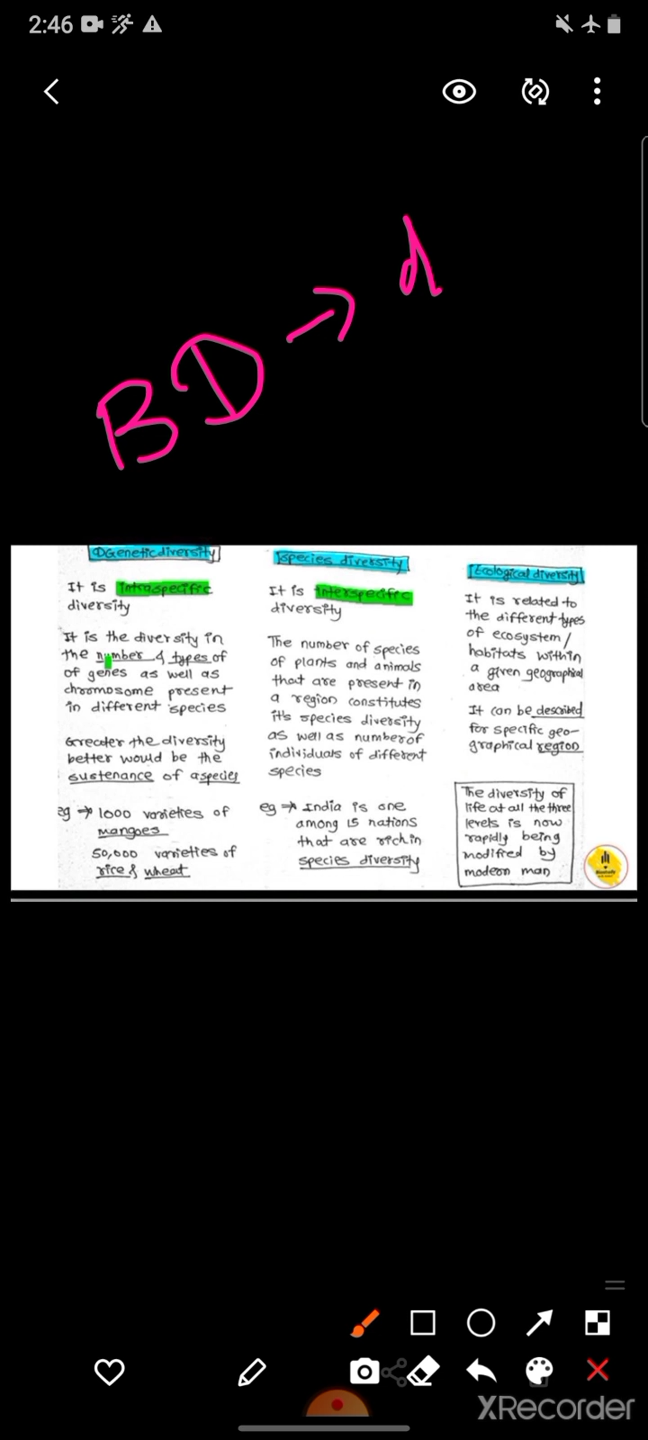 2:46
BD → d
①Genetic diversity
It is intraspecific
diversity
It is the diversity in
the number & types of
of genes as well as
chromosome present
in different species
Greater the diversity
better would be the
sustenance of a species
eg → 1000 varieties of
mangoes
50,000 varieties of
rice & wheat
Species diversity
It is interspecific
diversity
The number of species
of plants and animals
that are present in
a region constitutes
it's species diversity
as well as number of
individuals of different
species
eg → India is one
among 15 nations
that are rich in
species diversity
Ecological diversity
It is related to
the different types
of ecosystem/
habitats within
a given geographical
area
It can be described
for specific geo-
graphical region
The diversity of
life at all the three
levels is now
rapidly being
modified by
modern man
XRecorder